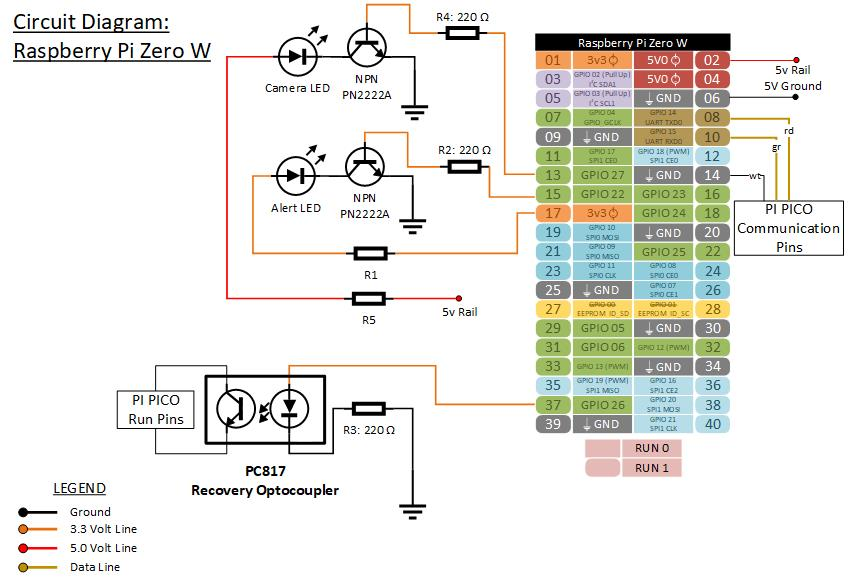 Circuit Diagram:
Raspberry Pi Zero W
R4: 220 Ω
NPN
PN2222A
Camera LED
R2: 220 Ω
NPN
PN2222A
Alert LED
R1
R5
5v Rail
PI PICO
Run Pins
R3: 220 Ω
PC817
Recovery Optocoupler
LEGEND
Ground
3.3 Volt Line
5.0 Volt Line
Data Line
Raspberry Pi Zero W
01 3v3 5V0 02
03 GPIO 02 (Pull Up) I²C SDA1 5V0 04
05 GPIO 03 (Pull Up) I²C SCL1 GND 06
07 GPIO 04 GPIO_GCLK GPIO 14 UART TXD0 08
09 GND GPIO 15 UART RXD0 10
11 GPIO 17 SPI1 CE0 GPIO 18 (PWM) SPI1 CE0 12
13 GPIO 27 GND 14
15 GPIO 22 GPIO 23 16
17 3v3 GPIO 24 18
19 GPIO 10 SPI0 MOSI GND 20
21 GPIO 09 SPI0 MISO GPIO 25 22
23 GPIO 11 SPI0 CLK GPIO 08 SPI0 CE0 24
25 GND GPIO 07 SPI0 CE1 26
27 GPIO 00 EEPROM_ID_SD GPIO 01 EEPROM_ID_SC 28
29 GPIO 05 GND 30
31 GPIO 06 GPIO 12 (PWM) 32
33 GPIO 13 (PWM) GND 34
35 GPIO 19 (PWM) SPI1 MISO GPIO 16 SPI1 CE2 36
37 GPIO 26 GPIO 20 SPI1 MOSI 38
39 GND GPIO 21 SPI1 CLK 40
RUN 0
RUN 1
5v Rail
5V Ground
rd
gr
wt
PI PICO
Communication
Pins